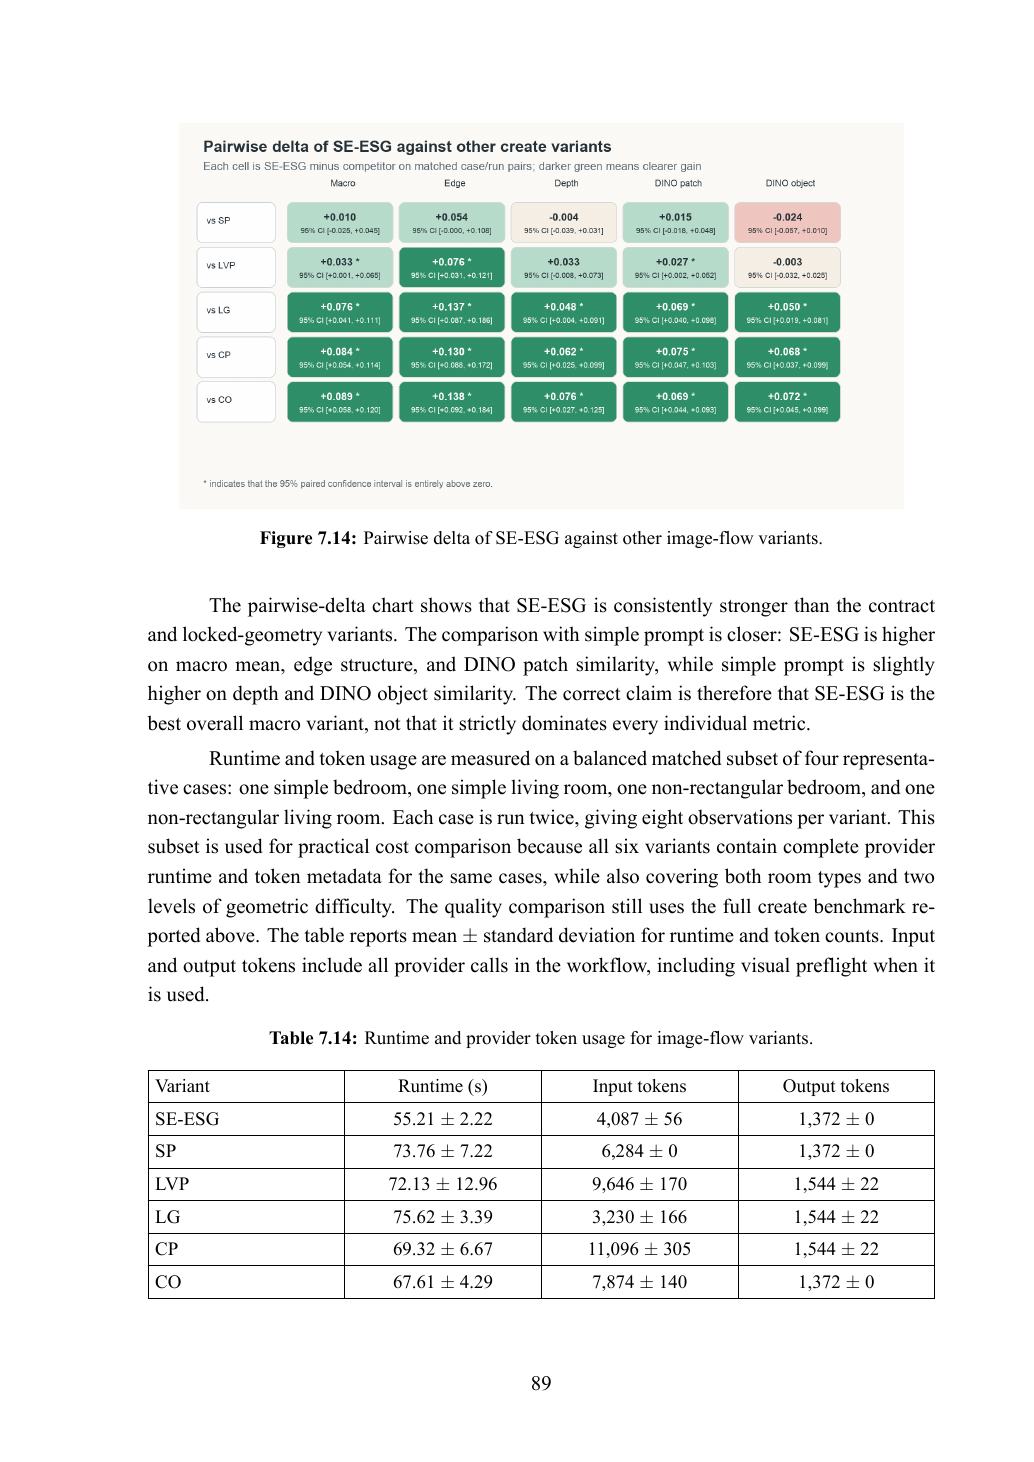 Pairwise delta of SE-ESG against other create variants
Each cell is SE-ESG minus competitor on matched case/run pairs; darker green means clearer gain
Macro Edge Depth DINO patch DINO object
vs SP +0.010 +0.054 -0.004 +0.015 -0.024
95% CI [-0.025, +0.045] 95% CI [-0.000, +0.108] 95% CI [-0.039, +0.031] 95% CI [-0.018, +0.048] 95% CI [-0.057, +0.010]
vs LVP +0.033 * +0.076 * +0.033 +0.027 * -0.003
95% CI [+0.001, +0.065] 95% CI [+0.031, +0.121] 95% CI [-0.008, +0.073] 95% CI [+0.002, +0.052] 95% CI [-0.032, +0.025]
vs LG +0.076 * +0.137 * +0.048 * +0.069 * +0.050 *
95% CI [+0.041, +0.111] 95% CI [+0.087, +0.186] 95% CI [+0.004, +0.091] 95% CI [+0.040, +0.098] 95% CI [+0.019, +0.081]
vs CP +0.084 * +0.130 * +0.062 * +0.075 * +0.068 *
95% CI [+0.054, +0.114] 95% CI [+0.088, +0.172] 95% CI [+0.025, +0.099] 95% CI [+0.047, +0.103] 95% CI [+0.037, +0.099]
vs CO +0.089 * +0.138 * +0.076 * +0.069 * +0.072 *
95% CI [+0.058, +0.120] 95% CI [+0.092, +0.184] 95% CI [+0.027, +0.125] 95% CI [+0.044, +0.093] 95% CI [+0.045, +0.099]
* indicates that the 95% paired confidence interval is entirely above zero.
Figure 7.14: Pairwise delta of SE-ESG against other image-flow variants.
The pairwise-delta chart shows that SE-ESG is consistently stronger than the contract
and locked-geometry variants. The comparison with simple prompt is closer: SE-ESG is higher
on macro mean, edge structure, and DINO patch similarity, while simple prompt is slightly
higher on depth and DINO object similarity. The correct claim is therefore that SE-ESG is the
best overall macro variant, not that it strictly dominates every individual metric.
Runtime and token usage are measured on a balanced matched subset of four representa-
tive cases: one simple bedroom, one simple living room, one non-rectangular bedroom, and one
non-rectangular living room. Each case is run twice, giving eight observations per variant. This
subset is used for practical cost comparison because all six variants contain complete provider
runtime and token metadata for the same cases, while also covering both room types and two
levels of geometric difficulty. The quality comparison still uses the full create benchmark re-
ported above. The table reports mean ± standard deviation for runtime and token counts. Input
and output tokens include all provider calls in the workflow, including visual preflight when it
is used.
Table 7.14: Runtime and provider token usage for image-flow variants.
Variant Runtime (s) Input tokens Output tokens
SE-ESG 55.21 ± 2.22 4,087 ± 56 1,372 ± 0
SP 73.76 ± 7.22 6,284 ± 0 1,372 ± 0
LVP 72.13 ± 12.96 9,646 ± 170 1,544 ± 22
LG 75.62 ± 3.39 3,230 ± 166 1,544 ± 22
CP 69.32 ± 6.67 11,096 ± 305 1,544 ± 22
CO 67.61 ± 4.29 7,874 ± 140 1,372 ± 0
89